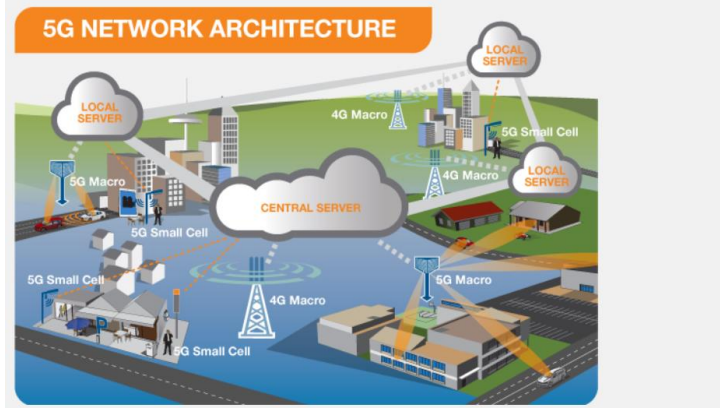 5G NETWORK ARCHITECTURE
LOCAL
SERVER
LOCAL
SERVER
4G Macro
5G Small Cell
4G Macro
LOCAL
SERVER
5G Macro
CENTRAL SERVER
5G Small Cell
5G Small Cell
4G Macro
5G Macro
P
5G Small Cell